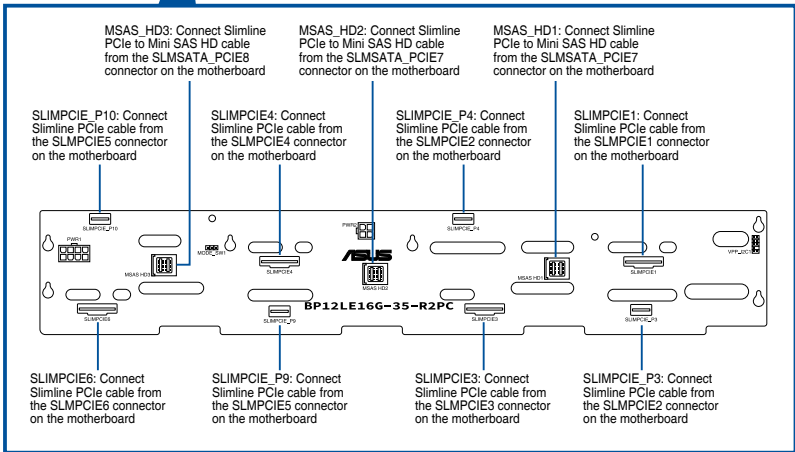 MSAS_HD3: Connect Slimline
PCIe to Mini SAS HD cable
from the SLMSATA_PCIE8
connector on the motherboard
MSAS_HD2: Connect Slimline
PCIe to Mini SAS HD cable
from the SLMSATA_PCIE7
connector on the motherboard
MSAS_HD1: Connect Slimline
PCIe to Mini SAS HD cable
from the SLMSATA_PCIE7
connector on the motherboard
SLIMPCIE_P10: Connect
Slimline PCIe cable from
the SLMPCIE5 connector
on the motherboard
SLIMPCIE4: Connect
Slimline PCIe cable from
the SLMPCIE4 connector
on the motherboard
SLIMPCIE_P4: Connect
Slimline PCIe cable from
the SLMPCIE2 connector
on the motherboard
SLIMPCIE1: Connect
Slimline PCIe cable from
the SLMPCIE1 connector
on the motherboard
SLIMPCIE_P10
PWR2
SLIMPCIE_P4
PWR1
MODE_SW1
VPP_I2C1
ASUS
MSAS HD3
SLIMPCIE4
MSAS HD2
MSAS HD1
SLIMPCIE1
BP12LE16G-35-R2PC
SLIMPCIE6
SLIMPCIE_P9
SLIMPCIE3
SLIMPCIE_P3
SLIMPCIE6: Connect
Slimline PCIe cable from
the SLMPCIE6 connector
on the motherboard
SLIMPCIE_P9: Connect
Slimline PCIe cable from
the SLMPCIE5 connector
on the motherboard
SLIMPCIE3: Connect
Slimline PCIe cable from
the SLMPCIE3 connector
on the motherboard
SLIMPCIE_P3: Connect
Slimline PCIe cable from
the SLMPCIE2 connector
on the motherboard